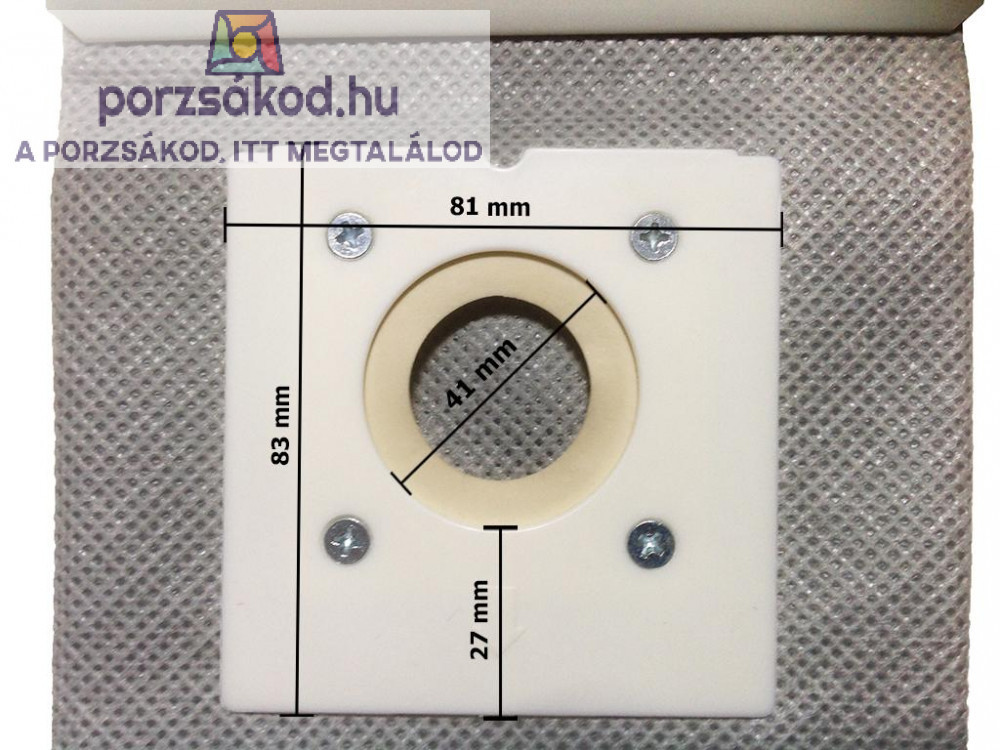 porzsákod.hu
A PORZSÁKOD, ITT MEGTALÁLOD
81 mm
41 mm
83 mm
27 mm